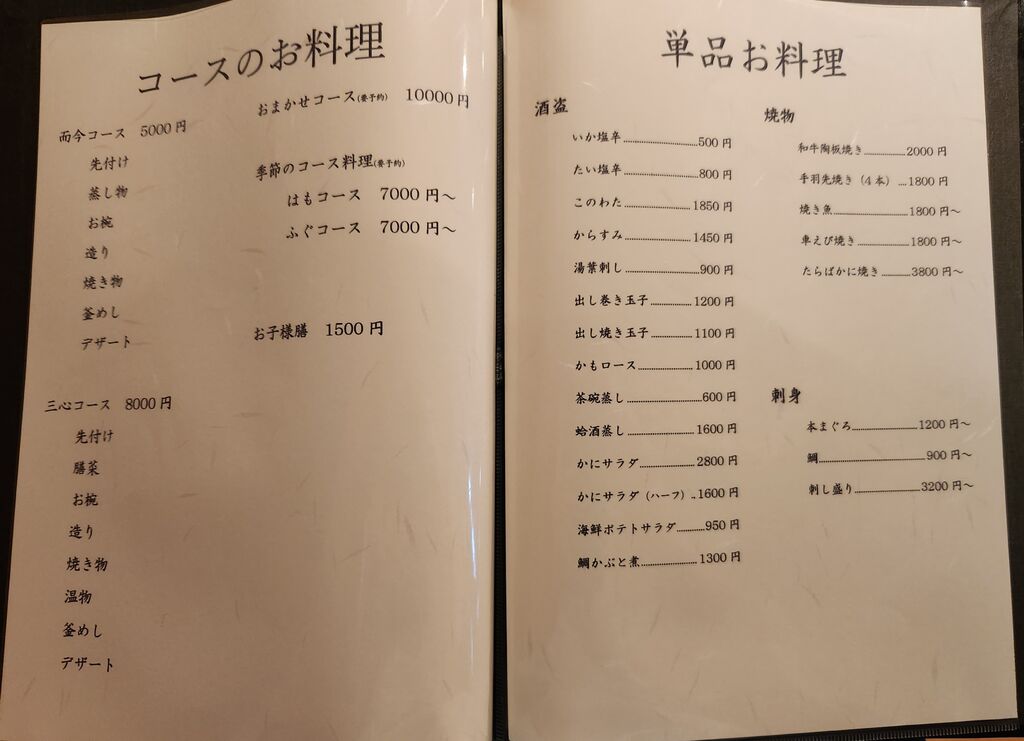 コースのお料理
而今コース 5000円
先付け
蒸し物
お椀
造り
焼き物
釜めし
デザート
三心コース 8000円
先付け
膳菜
お椀
造り
焼き物
温物
釜めし
デザート
おまかせコース(要予約) 10000円
季節のコース料理(要予約)
はもコース 7000円～
ふぐコース 7000円～
お子様膳 1500円
単品お料理
酒盗
いか塩辛............500円
たい塩辛............800円
このわた............1850円
からすみ............1450円
湯葉刺し............900円
出し巻き玉子............1200円
出し焼き玉子............1100円
かもロース............1000円
茶碗蒸し............600円
蛤酒蒸し............1600円
かにサラダ............2800円
かにサラダ（ハーフ）..1600円
海鮮ポテトサラダ............950円
鯛かぶと煮............1300円
焼物
和牛陶板焼き............2000円
手羽先焼き（4本）....1800円
焼き魚............1800円～
車えび焼き............1800円～
たらばかに焼き............3800円～
刺身
本まぐろ............1200円～
鯛............900円～
刺し盛り............3200円～